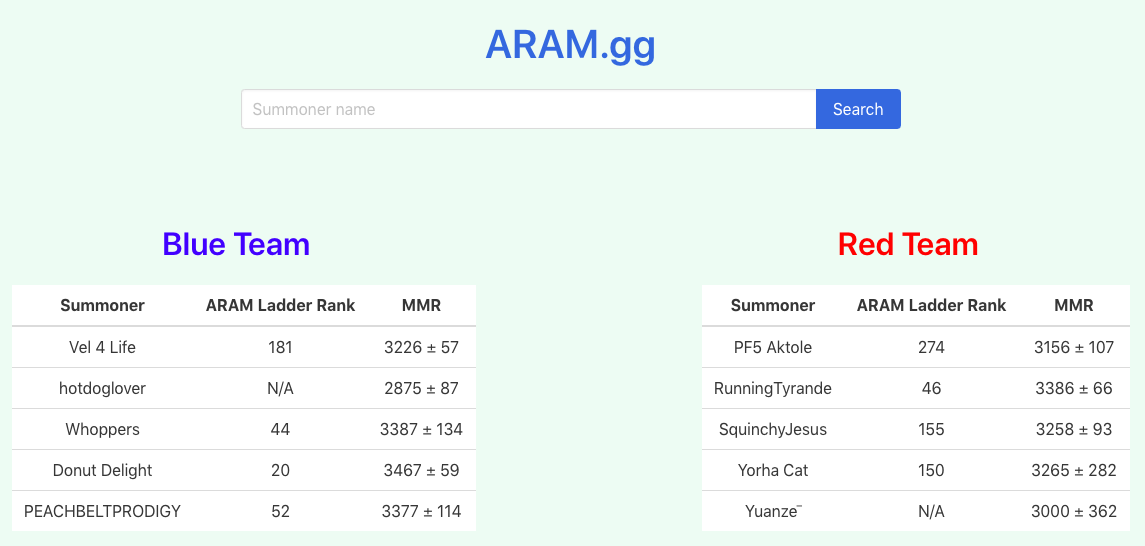 ARAM.gg
Summoner name
Search
Blue Team
Summoner ARAM Ladder Rank MMR
Vel 4 Life 181 3226 ± 57
hotdoglover N/A 2875 ± 87
Whoppers 44 3387 ± 134
Donut Delight 20 3467 ± 59
PEACHBELTPRODIGY 52 3377 ± 114
Red Team
Summoner ARAM Ladder Rank MMR
PF5 Aktole 274 3156 ± 107
RunningTyrande 46 3386 ± 66
SquinchyJesus 155 3258 ± 93
Yorha Cat 150 3265 ± 282
Yuanze¨ N/A 3000 ± 362